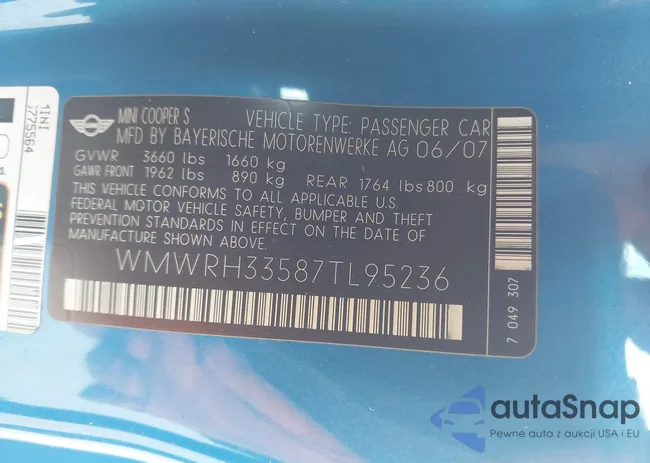 MINI COOPER S VEHICLE TYPE: PASSENGER CAR
MFD BY BAYERISCHE MOTORENWERKE AG 06/07
GVWR 3660 lbs 1660 kg
GAWR FRONT 1962 lbs 890 kg REAR 1764 lbs 800 kg
THIS VEHICLE CONFORMS TO ALL APPLICABLE U.S.
FEDERAL MOTOR VEHICLE SAFETY, BUMPER AND THEFT
PREVENTION STANDARDS IN EFFECT ON THE DATE OF
MANUFACTURE SHOWN ABOVE.
WMWRH33587TL95236
7 049 307
autaSnap
Pewne auta z aukcji USA i EU